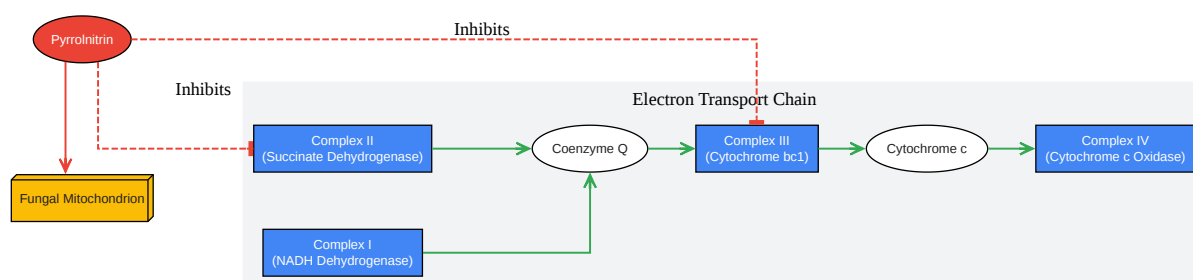 Inhibits
Pyrrolnitrin
Inhibits
Electron Transport Chain
Complex II
(Succinate Dehydrogenase)
Coenzyme Q
Complex III
(Cytochrome bc1)
Cytochrome c
Complex IV
(Cytochrome c Oxidase)
Fungal Mitochondrion
Complex I
(NADH Dehydrogenase)